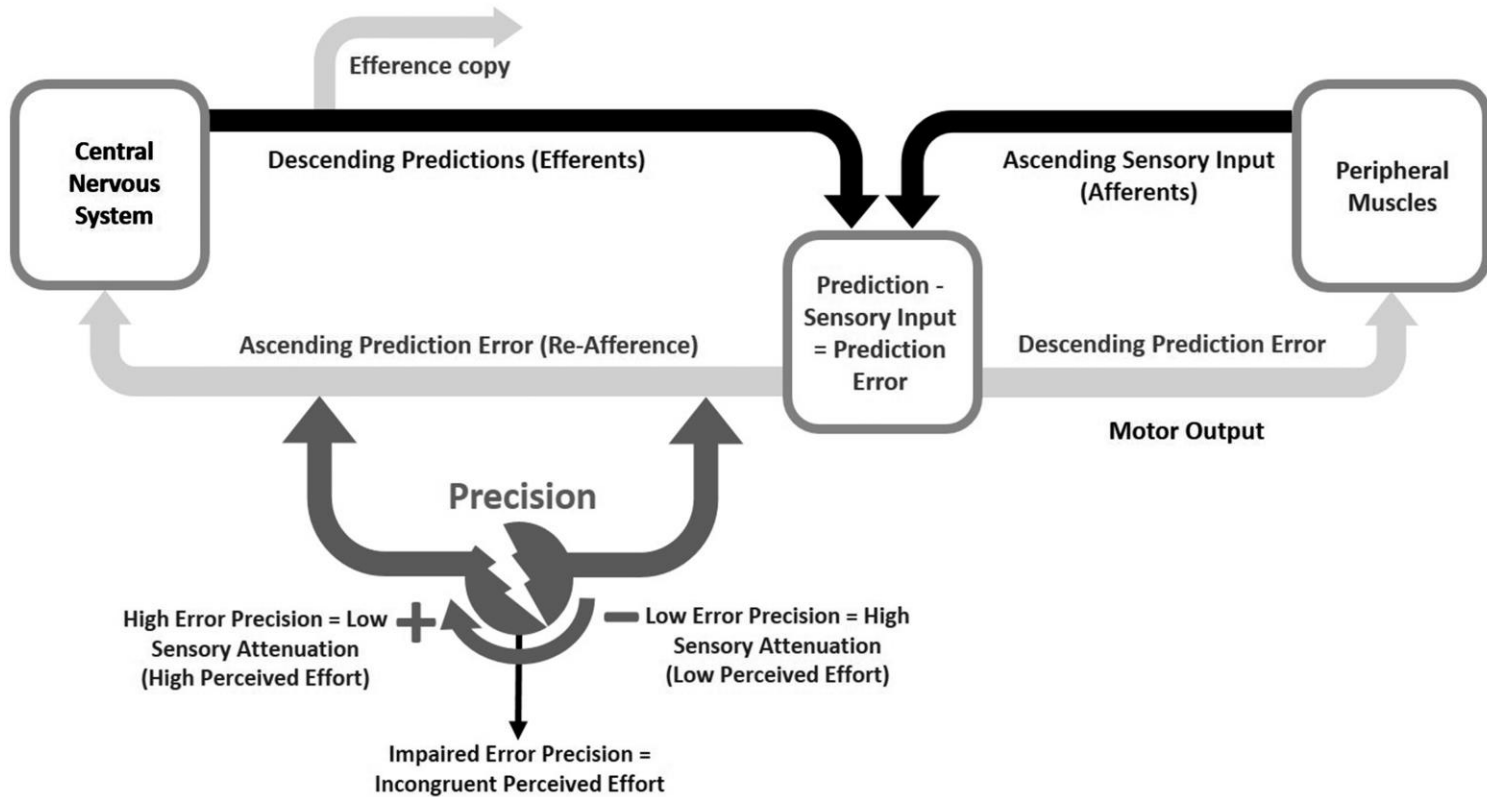 Efference copy
Central
Nervous
System
Descending Predictions (Efferents)
Ascending Sensory Input
(Afferents)
Peripheral
Muscles
Prediction -
Sensory Input
= Prediction
Error
Ascending Prediction Error (Re-Afference)
Descending Prediction Error
Motor Output
Precision
High Error Precision = Low
Sensory Attenuation
(High Perceived Effort)
Low Error Precision = High
Sensory Attenuation
(Low Perceived Effort)
Impaired Error Precision =
Incongruent Perceived Effort